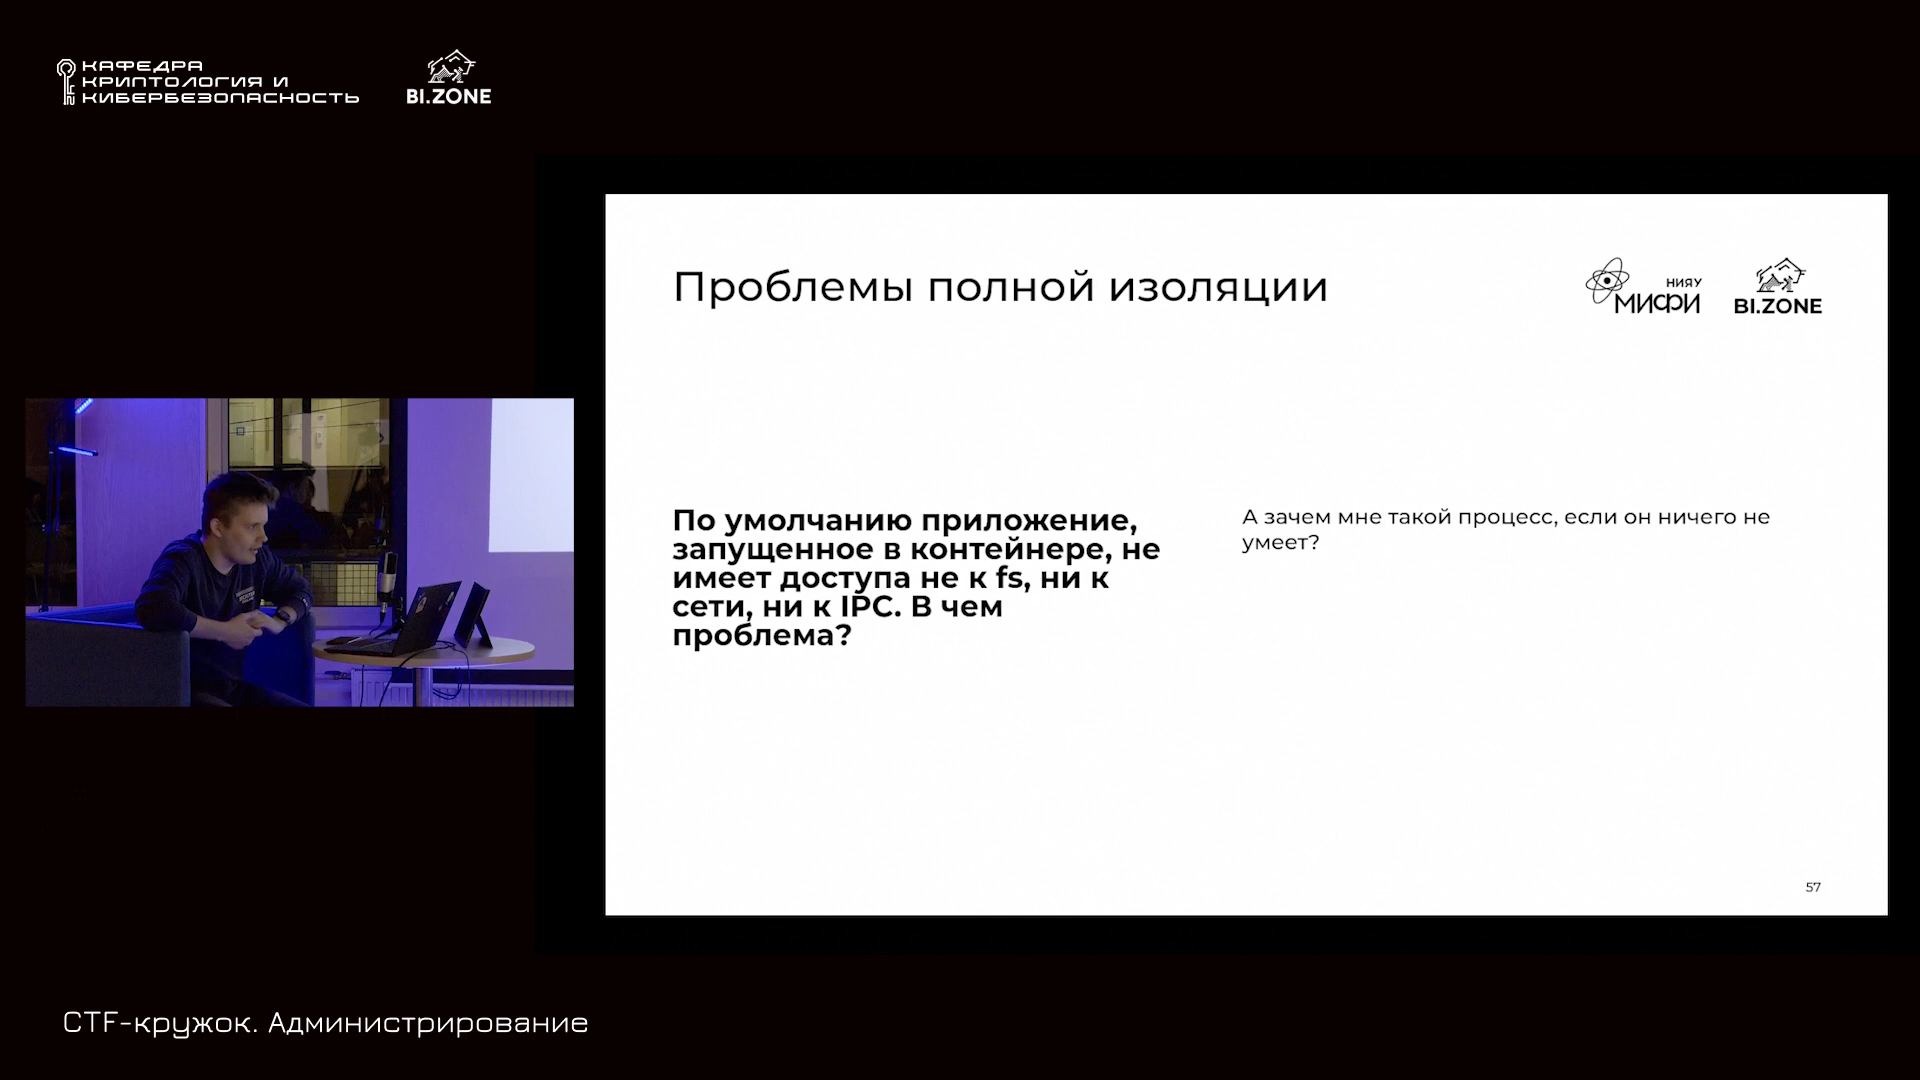 КАФЕДРА
КРИПТОЛОГИЯ И
КИБЕРБЕЗОПАСНОСТЬ
BI.ZONE
Проблемы полной изоляции
НИЯУ
МИФИ
BI.ZONE
По умолчанию приложение,
запущенное в контейнере, не
имеет доступа не к fs, ни к
сети, ни к IPC. В чем
проблема?
А зачем мне такой процесс, если он ничего не
умеет?
57
CTF-кружок. Администрирование